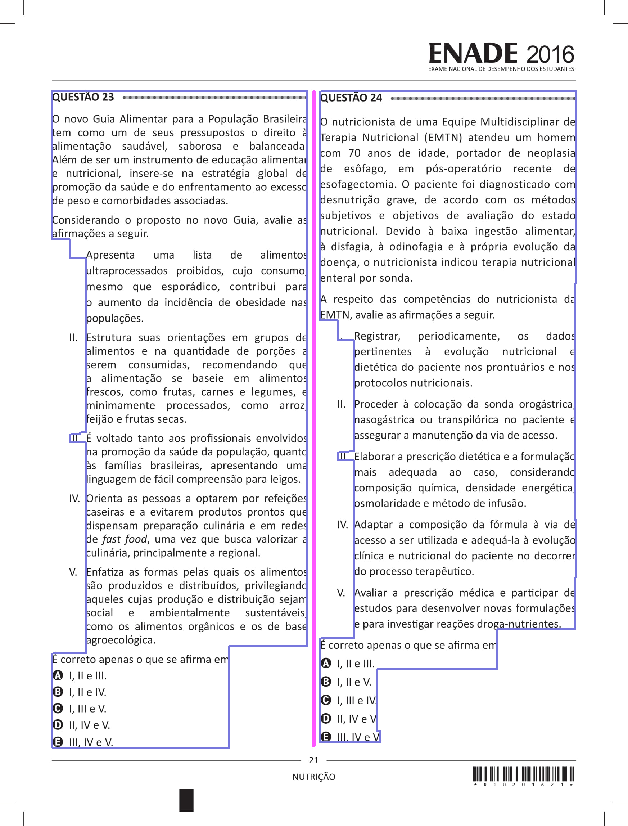 ENADE 2016
EXAME NACIONAL DE DESEMPENHO DOS ESTUDANTES
QUESTÃO 23
O novo Guia Alimentar para a População Brasileira
tem como um de seus pressupostos o direito à
alimentação saudável, saborosa e balanceada.
Além de ser um instrumento de educação alimentar
e nutricional, insere-se na estratégia global de
promoção da saúde e do enfrentamento ao excesso
de peso e comorbidades associadas.
Considerando o proposto no novo Guia, avalie as
afirmações a seguir.
Apresenta uma lista de alimentos
ultraprocessados proibidos, cujo consumo,
mesmo que esporádico, contribui para
o aumento da incidência de obesidade nas
populações.
II. Estrutura suas orientações em grupos de
alimentos e na quantidade de porções a
serem consumidas, recomendando que
a alimentação se baseie em alimentos
frescos, como frutas, carnes e legumes, e
minimamente processados, como arroz,
feijão e frutas secas.
III. É voltado tanto aos profissionais envolvidos
na promoção da saúde da população, quanto
às famílias brasileiras, apresentando uma
linguagem de fácil compreensão para leigos.
IV. Orienta as pessoas a optarem por refeições
caseiras e a evitarem produtos prontos que
dispensam preparação culinária e em redes
de fast food, uma vez que busca valorizar a
culinária, principalmente a regional.
V. Enfatiza as formas pelas quais os alimentos
são produzidos e distribuídos, privilegiando
aqueles cujas produção e distribuição sejam
social e ambientalmente sustentáveis,
como os alimentos orgânicos e os de base
agroecológica.
É correto apenas o que se afirma em
A I, II e III.
B I, II e IV.
C I, III e V.
D II, IV e V.
E III, IV e V.
QUESTÃO 24
O nutricionista de uma Equipe Multidisciplinar de
Terapia Nutricional (EMTN) atendeu um homem
com 70 anos de idade, portador de neoplasia
de esôfago, em pós-operatório recente de
esofagectomia. O paciente foi diagnosticado com
desnutrição grave, de acordo com os métodos
subjetivos e objetivos de avaliação do estado
nutricional. Devido à baixa ingestão alimentar,
à disfagia, à odinofagia e à própria evolução da
doença, o nutricionista indicou terapia nutricional
enteral por sonda.
A respeito das competências do nutricionista da
EMTN, avalie as afirmações a seguir.
Registrar, periodicamente, os dados
pertinentes à evolução nutricional e
dietética do paciente nos prontuários e nos
protocolos nutricionais.
II. Proceder à colocação da sonda orogástrica,
nasogástrica ou transpilórica no paciente e
assegurar a manutenção da via de acesso.
III. Elaborar a prescrição dietética e a formulação
mais adequada ao caso, considerando
composição química, densidade energética,
osmolaridade e método de infusão.
IV. Adaptar a composição da fórmula à via de
acesso a ser utilizada e adequá-la à evolução
clínica e nutricional do paciente no decorrer
do processo terapêutico.
V. Avaliar a prescrição médica e participar de
estudos para desenvolver novas formulações
e para investigar reações droga-nutrientes.
É correto apenas o que se afirma em
A I, II e III.
B I, II e V.
C I, III e IV.
D II, IV e V.
E III, IV e V.
21
NUTRIÇÃO